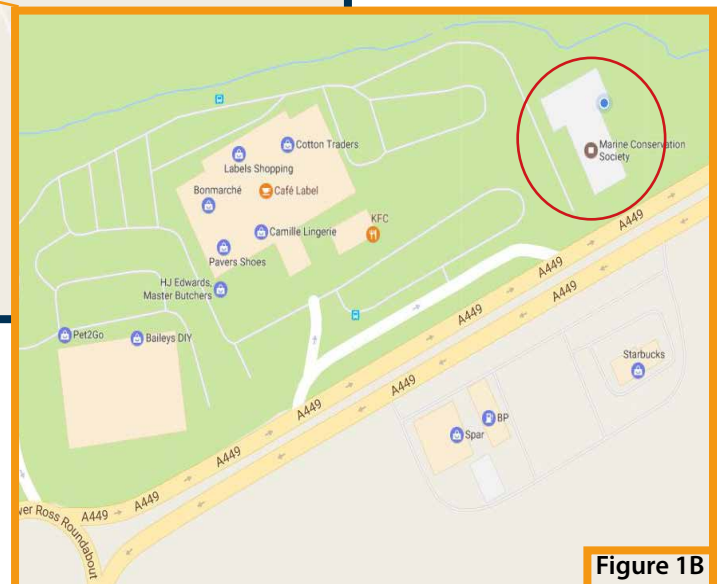 Cotton Traders
Labels Shopping
Bonmarché
Café Label
KFC
Camille Lingerie
Pavers Shoes
HJ Edwards,
Master Butchers
Pet2Go
Baileys DIY
Marine Conservation
Society
A449
A449
A449
A449
A449
A449
A449
A449
A449
Starbucks
BP
Spar
Ross Roundabout
Figure 1B